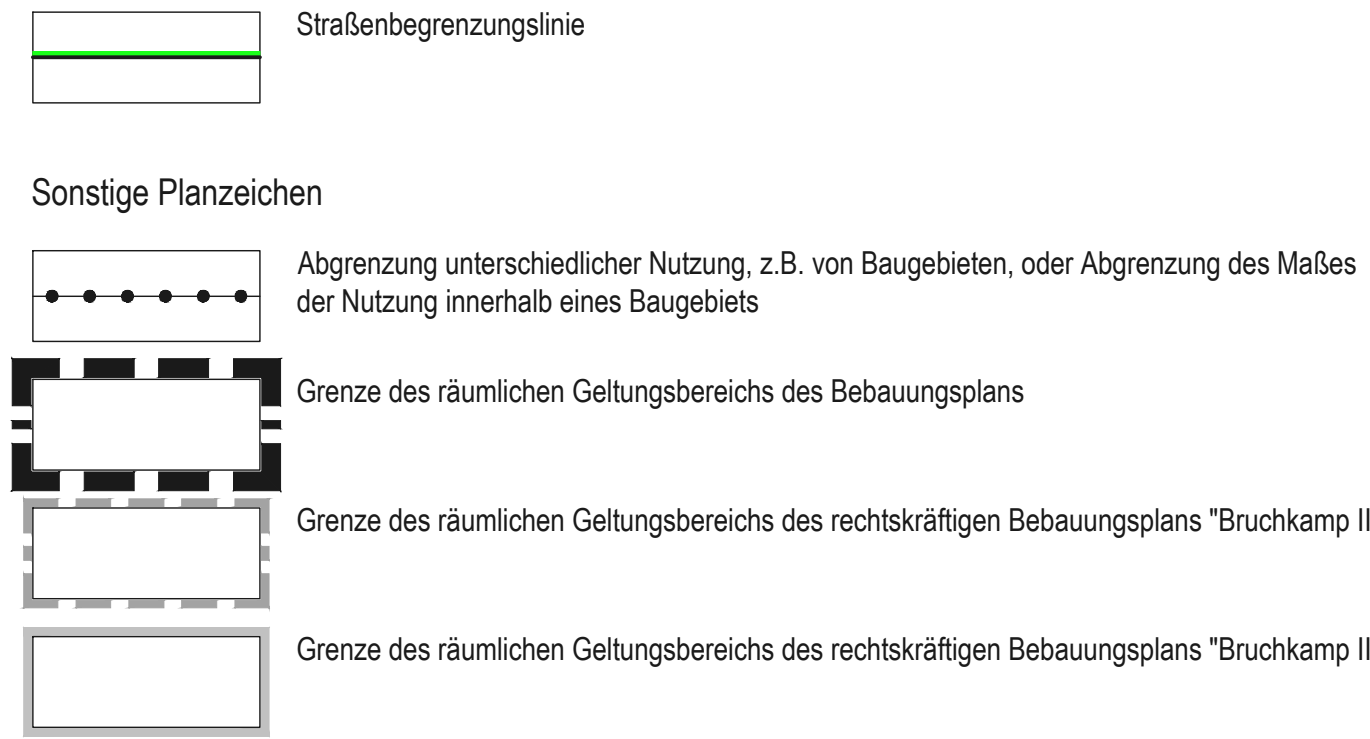 Straßenbegrenzungslinie
Sonstige Planzeichen
Abgrenzung unterschiedlicher Nutzung, z.B. von Baugebieten, oder Abgrenzung des Maßes
der Nutzung innerhalb eines Baugebiets
Grenze des räumlichen Geltungsbereichs des Bebauungsplans
Grenze des räumlichen Geltungsbereichs des rechtskräftigen Bebauungsplans "Bruchkamp II
Grenze des räumlichen Geltungsbereichs des rechtskräftigen Bebauungsplans "Bruchkamp II